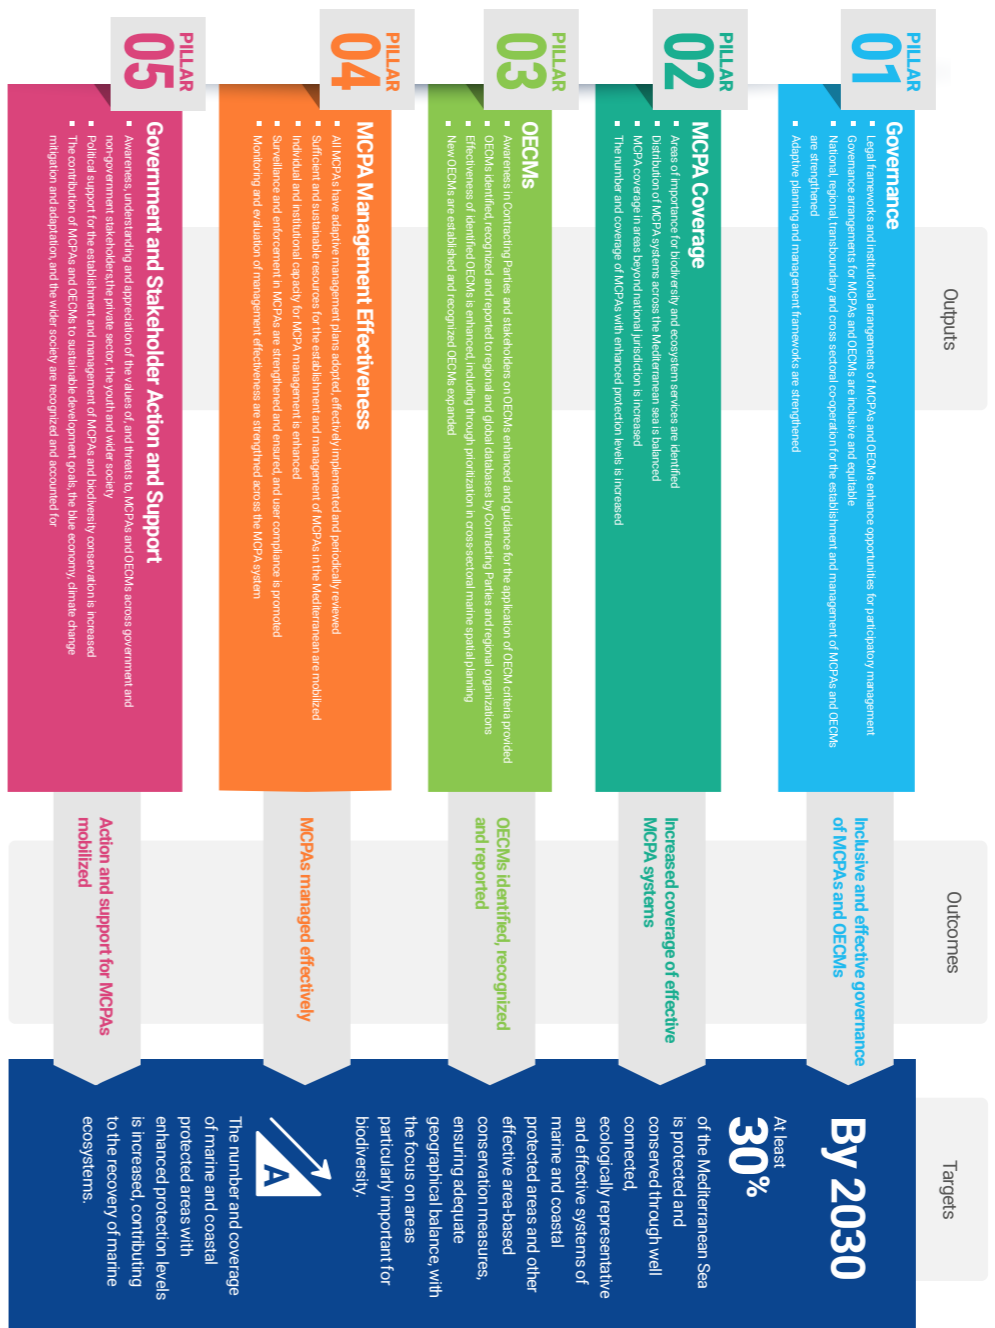 Outputs
Outcomes
Targets
PILLAR
01
Governance
▪ Legal frameworks and institutional arrangements of MCPAs and OECMs enhance opportunities for participatory management
▪ Governance arrangements for MCPAs and OECMs are inclusive and equitable
▪ National, regional, transboundary and cross sectoral co-operation for the establishment and management of MCPAs and OECMs
are strengthened
▪ Adaptive planning and management frameworks are strengthened
Inclusive and effective governance
of MCPAs and OECMs
PILLAR
02
MCPA Coverage
▪ Areas of importance for biodiversity and ecosystem services are identified
▪ Distribution of MCPA systems across the Mediterranean sea is balanced
▪ MCPA coverage in areas beyond national jurisdiction is increased
▪ The number and coverage of MCPAs with enhanced protection levels is increased
Increased coverage of effective
MCPA systems
PILLAR
03
OECMs
▪ Awareness in Contracting Parties and stakeholders on OECMs enhanced and guidance for the application of OECM criteria provided
▪ OECMs identified, recognized and reported to regional and global databases by Contracting Parties and regional organizations
▪ Effectiveness of identified OECMs is enhanced, including through prioritization in cross-sectoral marine spatial planning
▪ New OECMs are established and recognized OECMs expanded
OECMs identified, recognized
and reported
PILLAR
04
MCPA Management Effectiveness
▪ All MCPAs have adaptive management plans adopted, effectively implemented and periodically reviewed
▪ Sufficient and sustainable resources for the establishment and management of MCPAs in the Mediterranean are mobilized
▪ Individual and institutional capacity for MCPA management is enhanced
▪ Surveillance and enforcement in MCPAs are strengthened and ensured, and user compliance is promoted
▪ Monitoring and evaluation of management effectiveness are strengthned across the MCPA system
MCPAs managed effectively
PILLAR
05
Government and Stakeholder Action and Support
▪ Awareness, understanding and appreciation of the values of, and threats to, MCPAs and OECMs across government and
non-government stakeholders,the private sector, the youth and wider society
▪ Political support for the establishment and management of MCPAs and biodiversity conservation is increased
▪ The contribution of MCPAs and OECMs to sustainable development goals, the blue economy, climate change
mitigation and adaptation, and the wider society are recognized and accounted for
Action and support for MCPAs
mobilized
By 2030
At least
30%
of the Mediterranean Sea
is protected and
conserved through well
connected,
ecologically representative
and effective systems of
marine and coastal
protected areas and other
effective area-based
conservation measures,
ensuring adequate
geographical balance, with
the focus on areas
particularly important for
biodiversity.
A
The number and coverage
of marine and coastal
protected areas with
enhanced protection levels
is increased, contributing
to the recovery of marine
ecosystems.